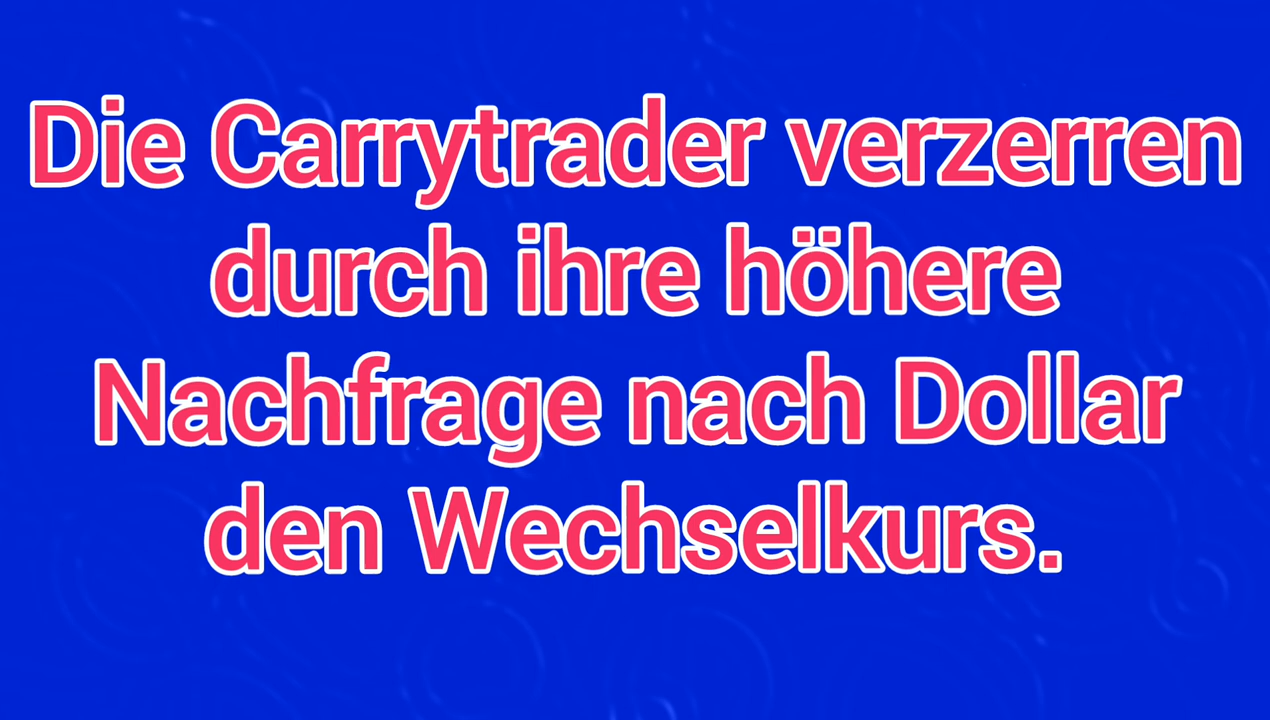 Die Carrytrader verzerren
durch ihre höhere
Nachfrage nach Dollar
den Wechselkurs.